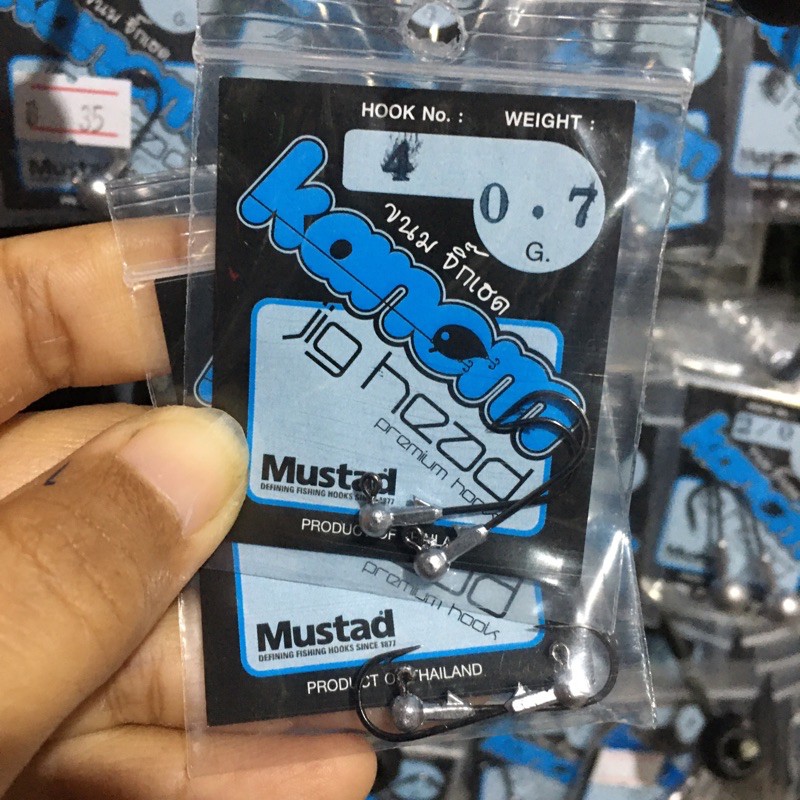 HOOK No. : WEIGHT :
4 0.7
G.
kanom
ขนม จิ๊กเฮด
jig head
premium hook
Mustad
DEFINING FISHING HOOKS SINCE 1877
PRODUCT OF THAILAND
premium hook
Mustad
DEFINING FISHING HOOKS SINCE 1877
PRODUCT OF THAILAND
35
Mustad